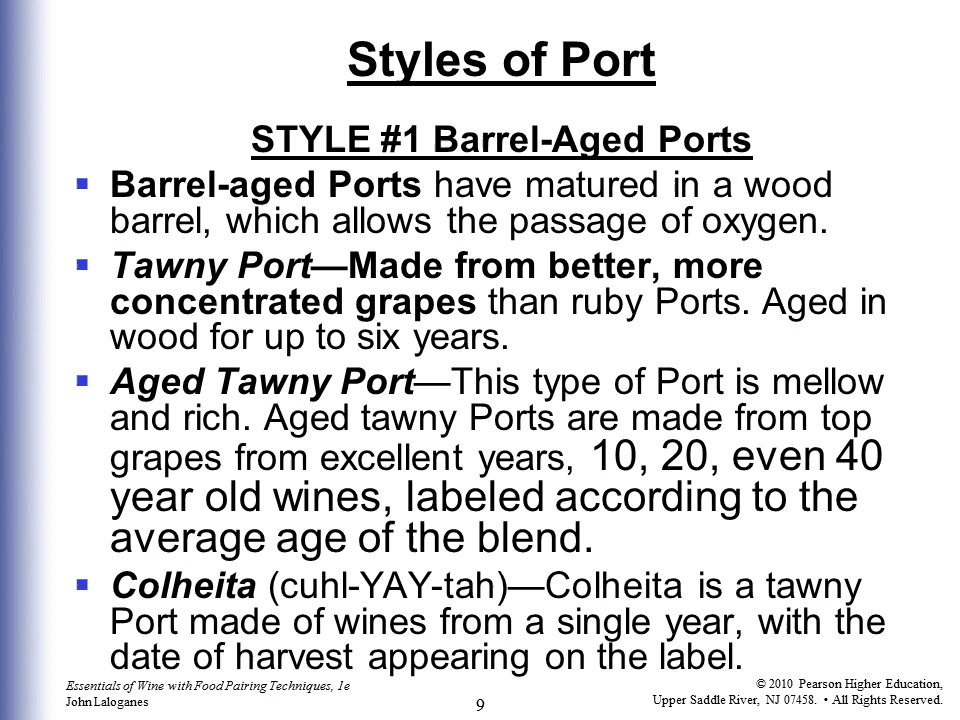 Styles of Port
STYLE #1 Barrel-Aged Ports
▪ Barrel-aged Ports have matured in a wood
barrel, which allows the passage of oxygen.
▪ Tawny Port—Made from better, more
concentrated grapes than ruby Ports. Aged in
wood for up to six years.
▪ Aged Tawny Port—This type of Port is mellow
and rich. Aged tawny Ports are made from top
grapes from excellent years, 10, 20, even 40
year old wines, labeled according to the
average age of the blend.
▪ Colheita (cuhl-YAY-tah)—Colheita is a tawny
Port made of wines from a single year, with the
date of harvest appearing on the label.
Essentials of Wine with Food Pairing Techniques, 1e
John Laloganes
9
© 2010 Pearson Higher Education,
Upper Saddle River, NJ 07458. • All Rights Reserved.